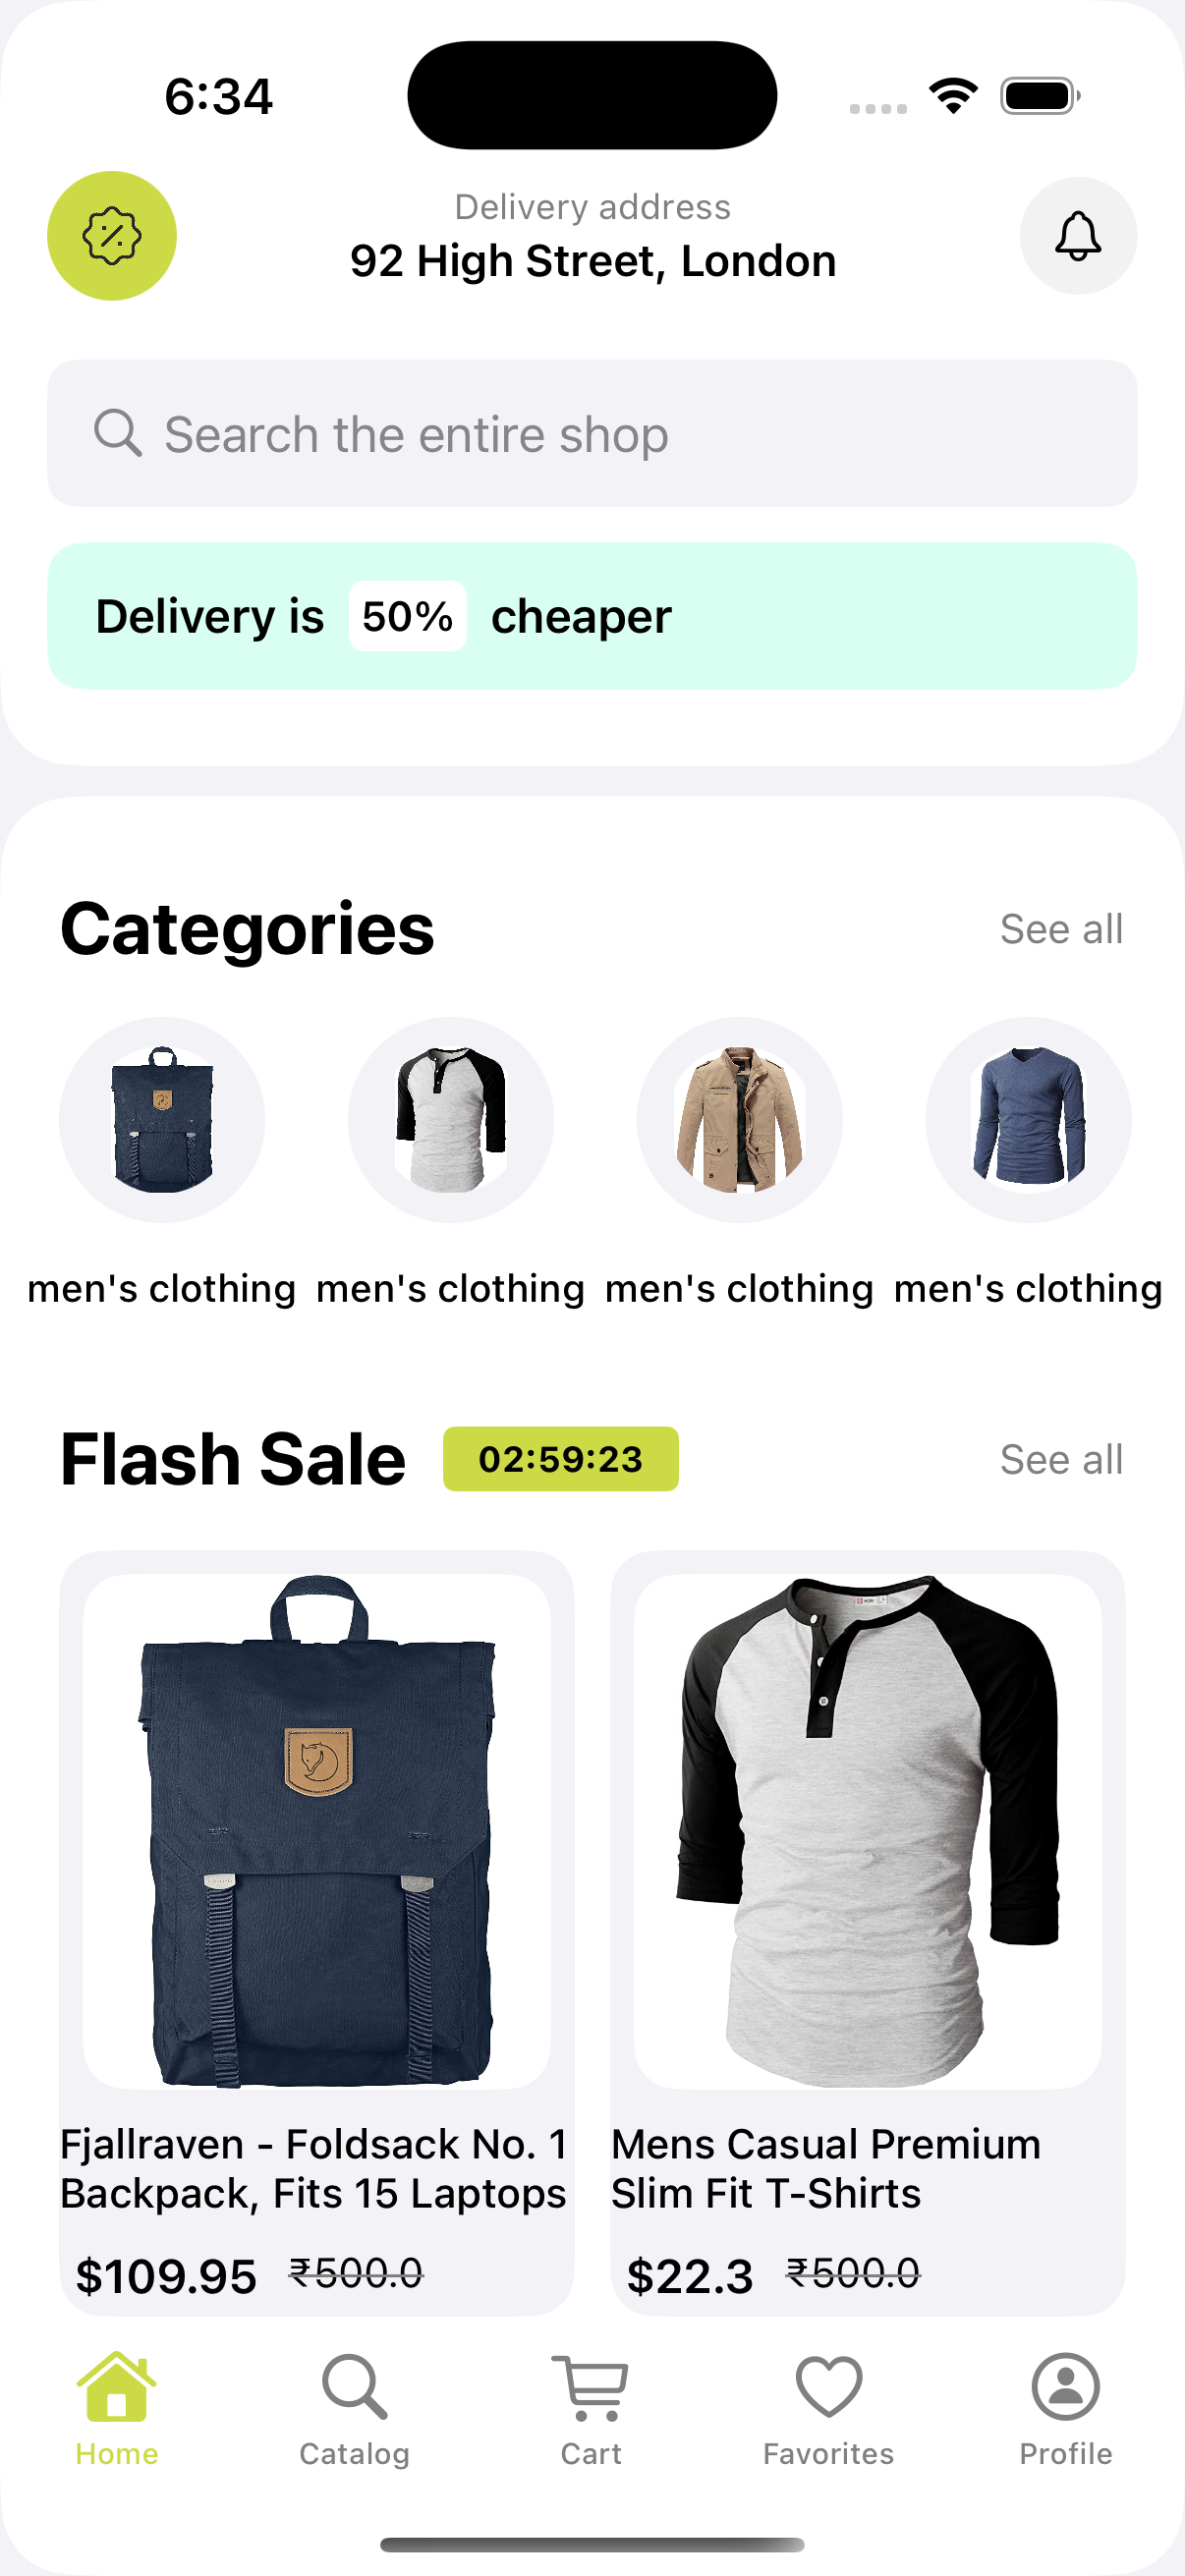 6:34
Delivery address
92 High Street, London
Search the entire shop
Delivery is 50% cheaper
Categories
See all
men's clothing men's clothing men's clothing men's clothing
Flash Sale 02:59:23 See all
Fjallraven - Foldsack No. 1
Backpack, Fits 15 Laptops
$109.95 ₹500.0
Mens Casual Premium
Slim Fit T-Shirts
$22.3 ₹500.0
Home Catalog Cart Favorites Profile